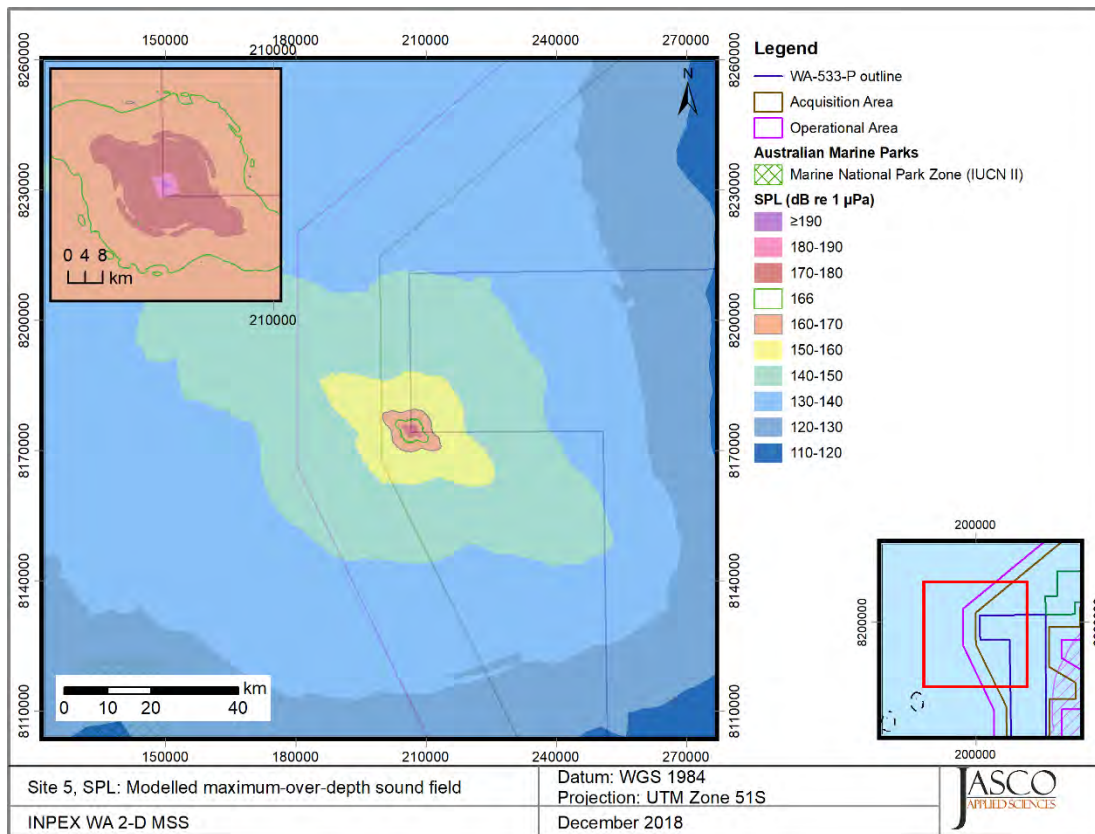 150000 180000 210000 240000 270000
210000
8260000 8260000
8230000 8230000
8200000 8200000
8170000 8170000
8140000 8140000
8110000 8110000
N
0 4 8
km
210000
km
0 10 20 40
150000 180000 210000 240000 270000
Legend
WA-533-P outline
Acquisition Area
Operational Area
Australian Marine Parks
Marine National Park Zone (IUCN II)
SPL (dB re 1 µPa)
≥190
180-190
170-180
166
160-170
150-160
140-150
130-140
120-130
110-120
200000
8200000
200000
Site 5, SPL: Modelled maximum-over-depth sound field
INPEX WA 2-D MSS
Datum: WGS 1984
Projection: UTM Zone 51S
December 2018
JASCO
APPLIED SCIENCES